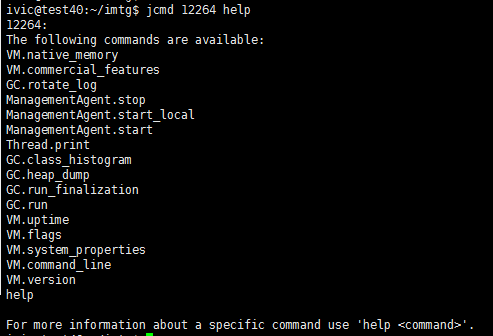 ivic@test40:~/imtg$ jcmd 12264 help
12264:
The following commands are available:
VM.native_memory
VM.commercial_features
GC.rotate_log
ManagementAgent.stop
ManagementAgent.start_local
ManagementAgent.start
Thread.print
GC.class_histogram
GC.heap_dump
GC.run_finalization
GC.run
VM.uptime
VM.flags
VM.system_properties
VM.command_line
VM.version
help

For more information about a specific command use 'help <command>'.